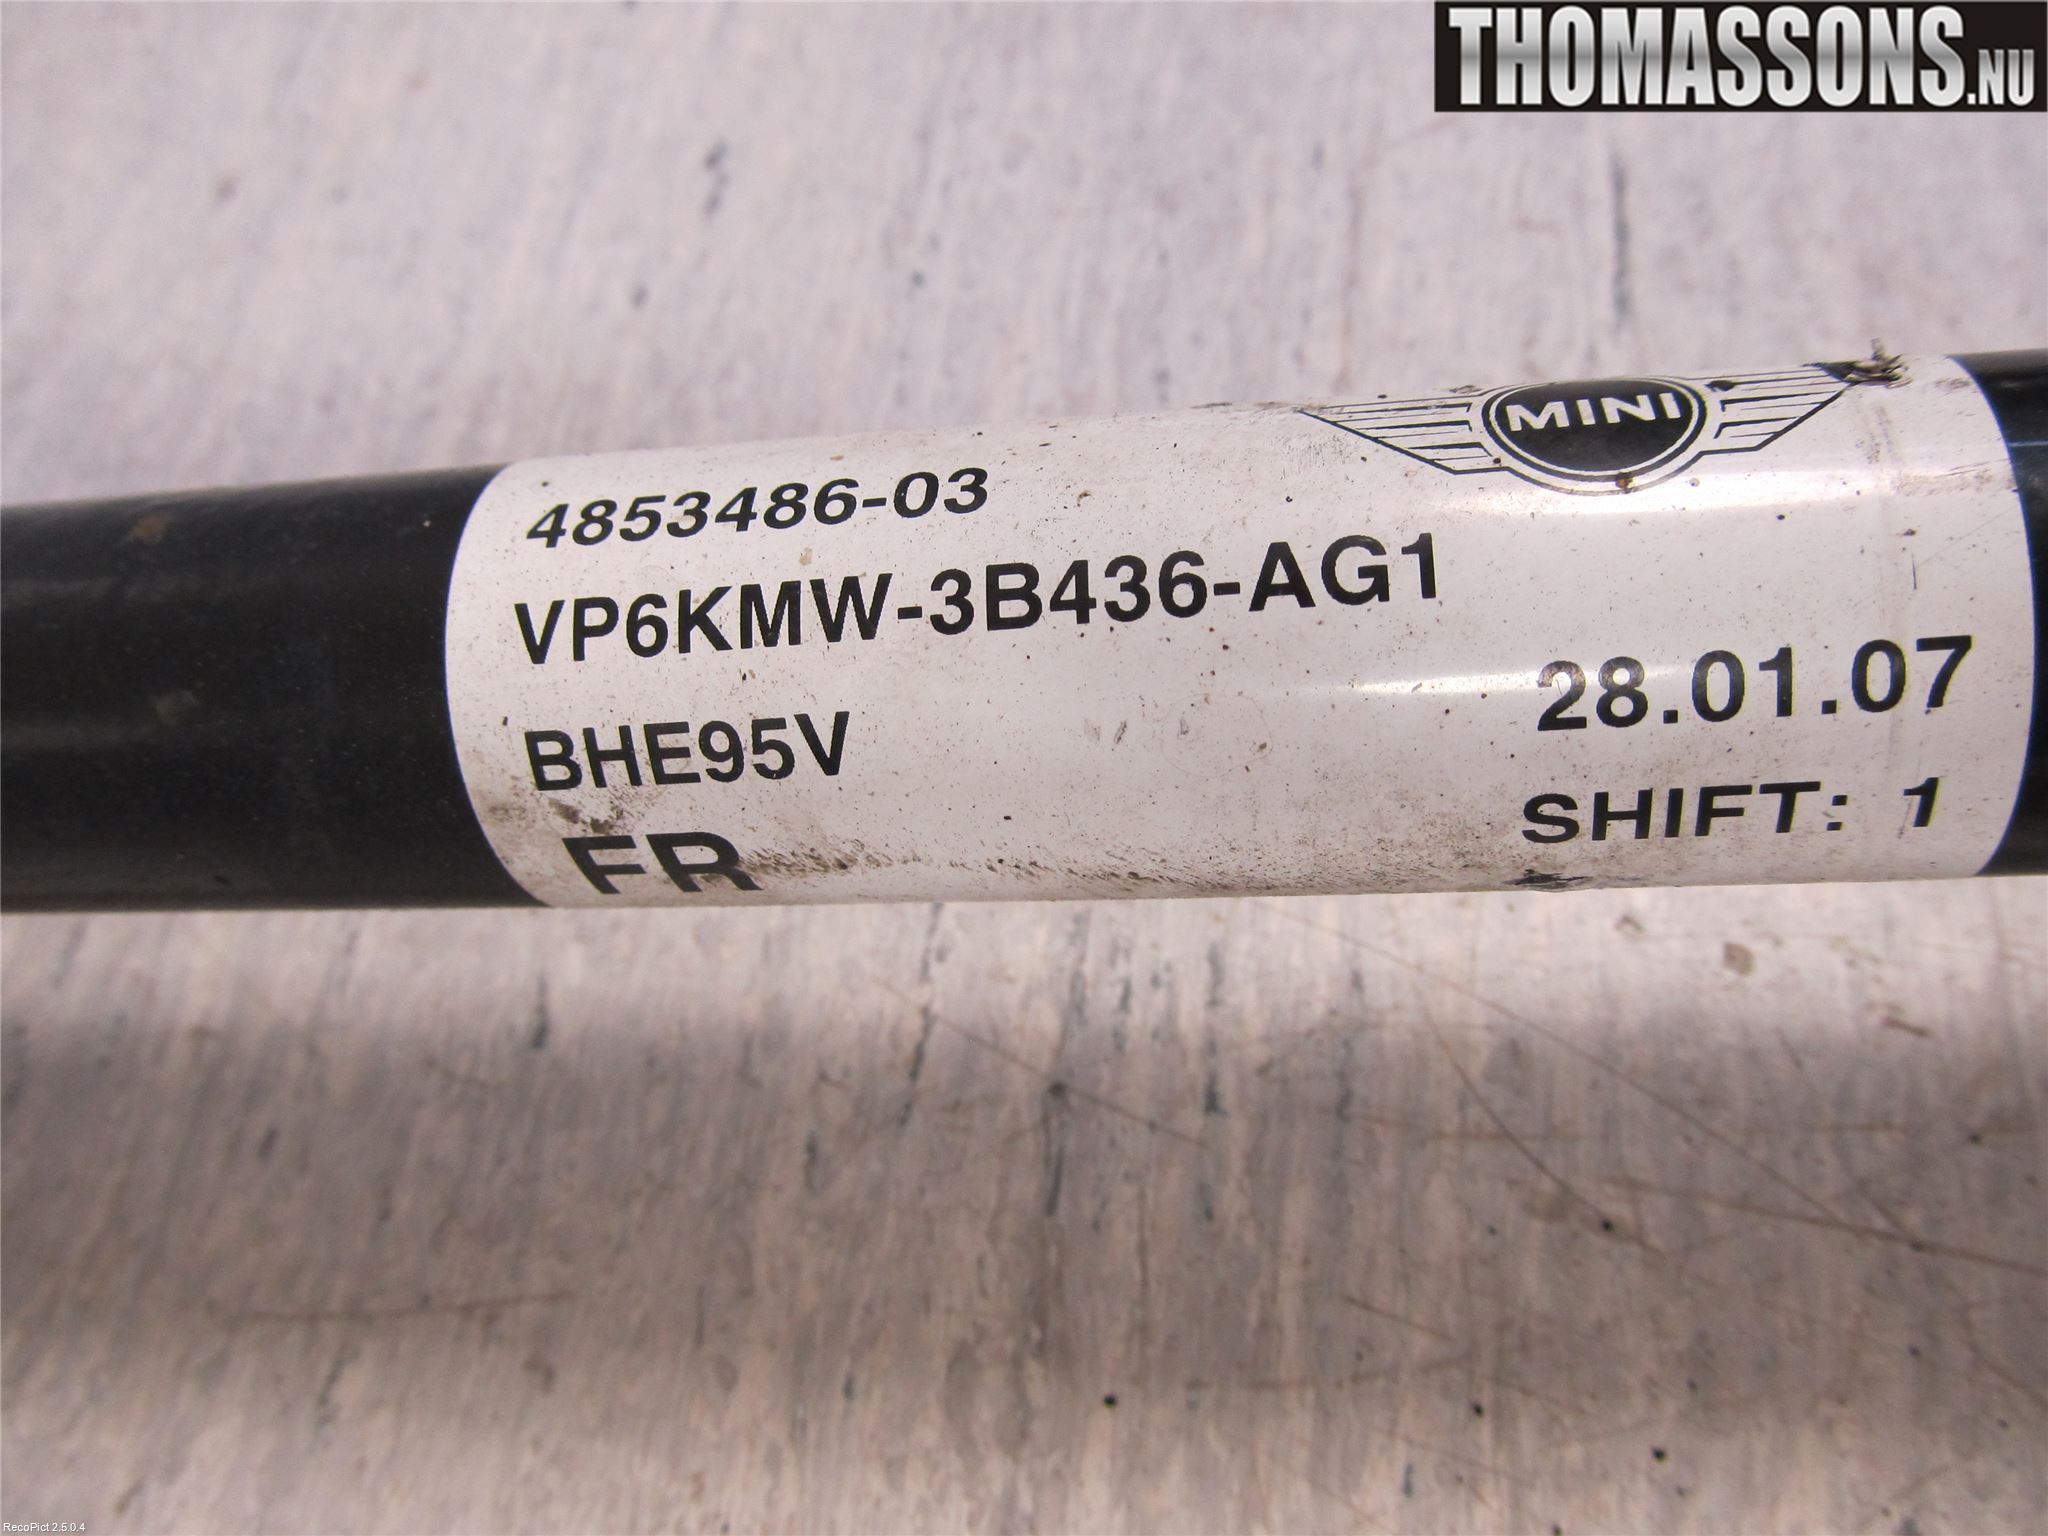 THOMASSONS.NU
MINI
4853486-03
VP6KMW-3B436-AG1
28.01.07
BHE95V
SHIFT: 1
FR
RecoPict 2.5.0.4